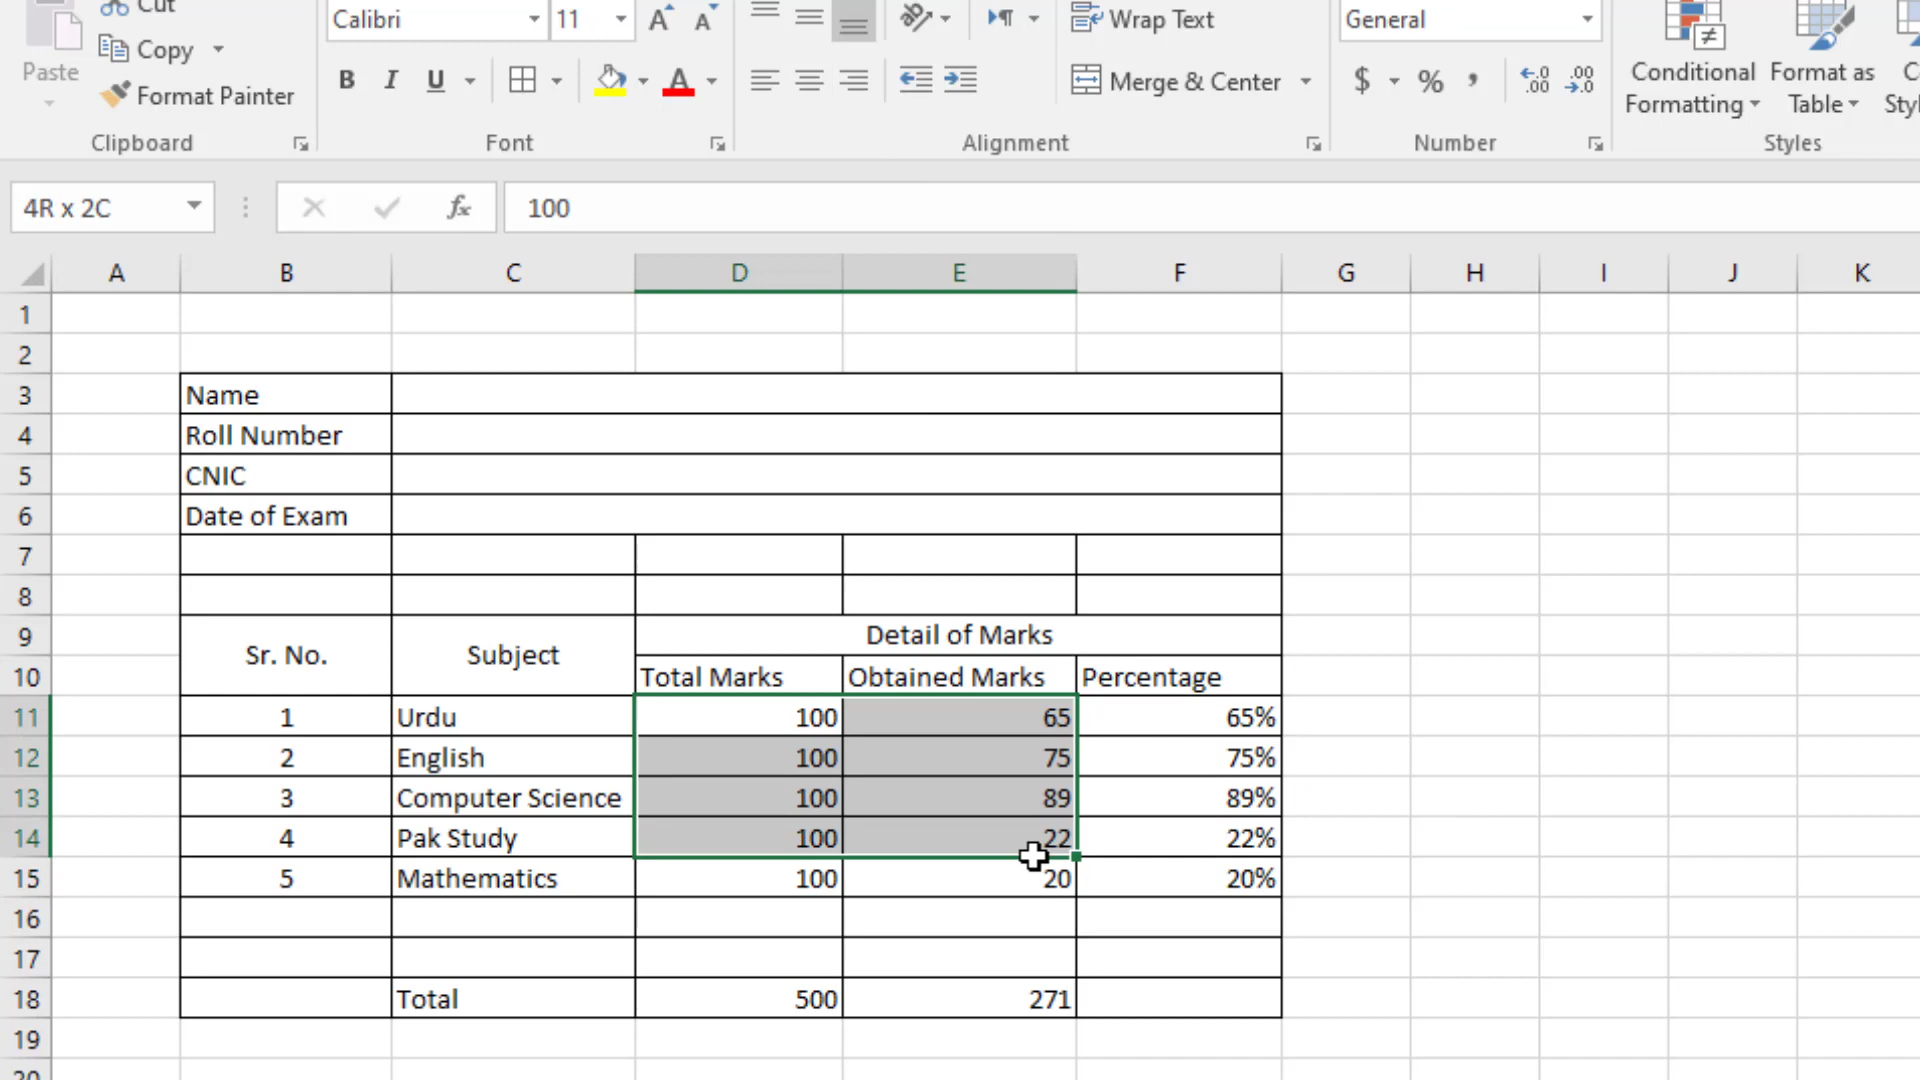 Cut
Calibri
11
Wrap Text
General
Copy
Paste
B I U
A
Merge & Center
$ % ,
Conditional Formatting
Format as Table
Format Painter
Clipboard
Font
Alignment
Number
Styles
4R x 2C
fx
100
A B C D E F G H I J K
1
2
3 Name
4 Roll Number
5 CNIC
6 Date of Exam
7
8
9 Sr. No. Subject Detail of Marks
10 Total Marks Obtained Marks Percentage
11 1 Urdu 100 65 65%
12 2 English 100 75 75%
13 3 Computer Science 100 89 89%
14 4 Pak Study 100 22 22%
15 5 Mathematics 100 20 20%
16
17
18 Total 500 271
19